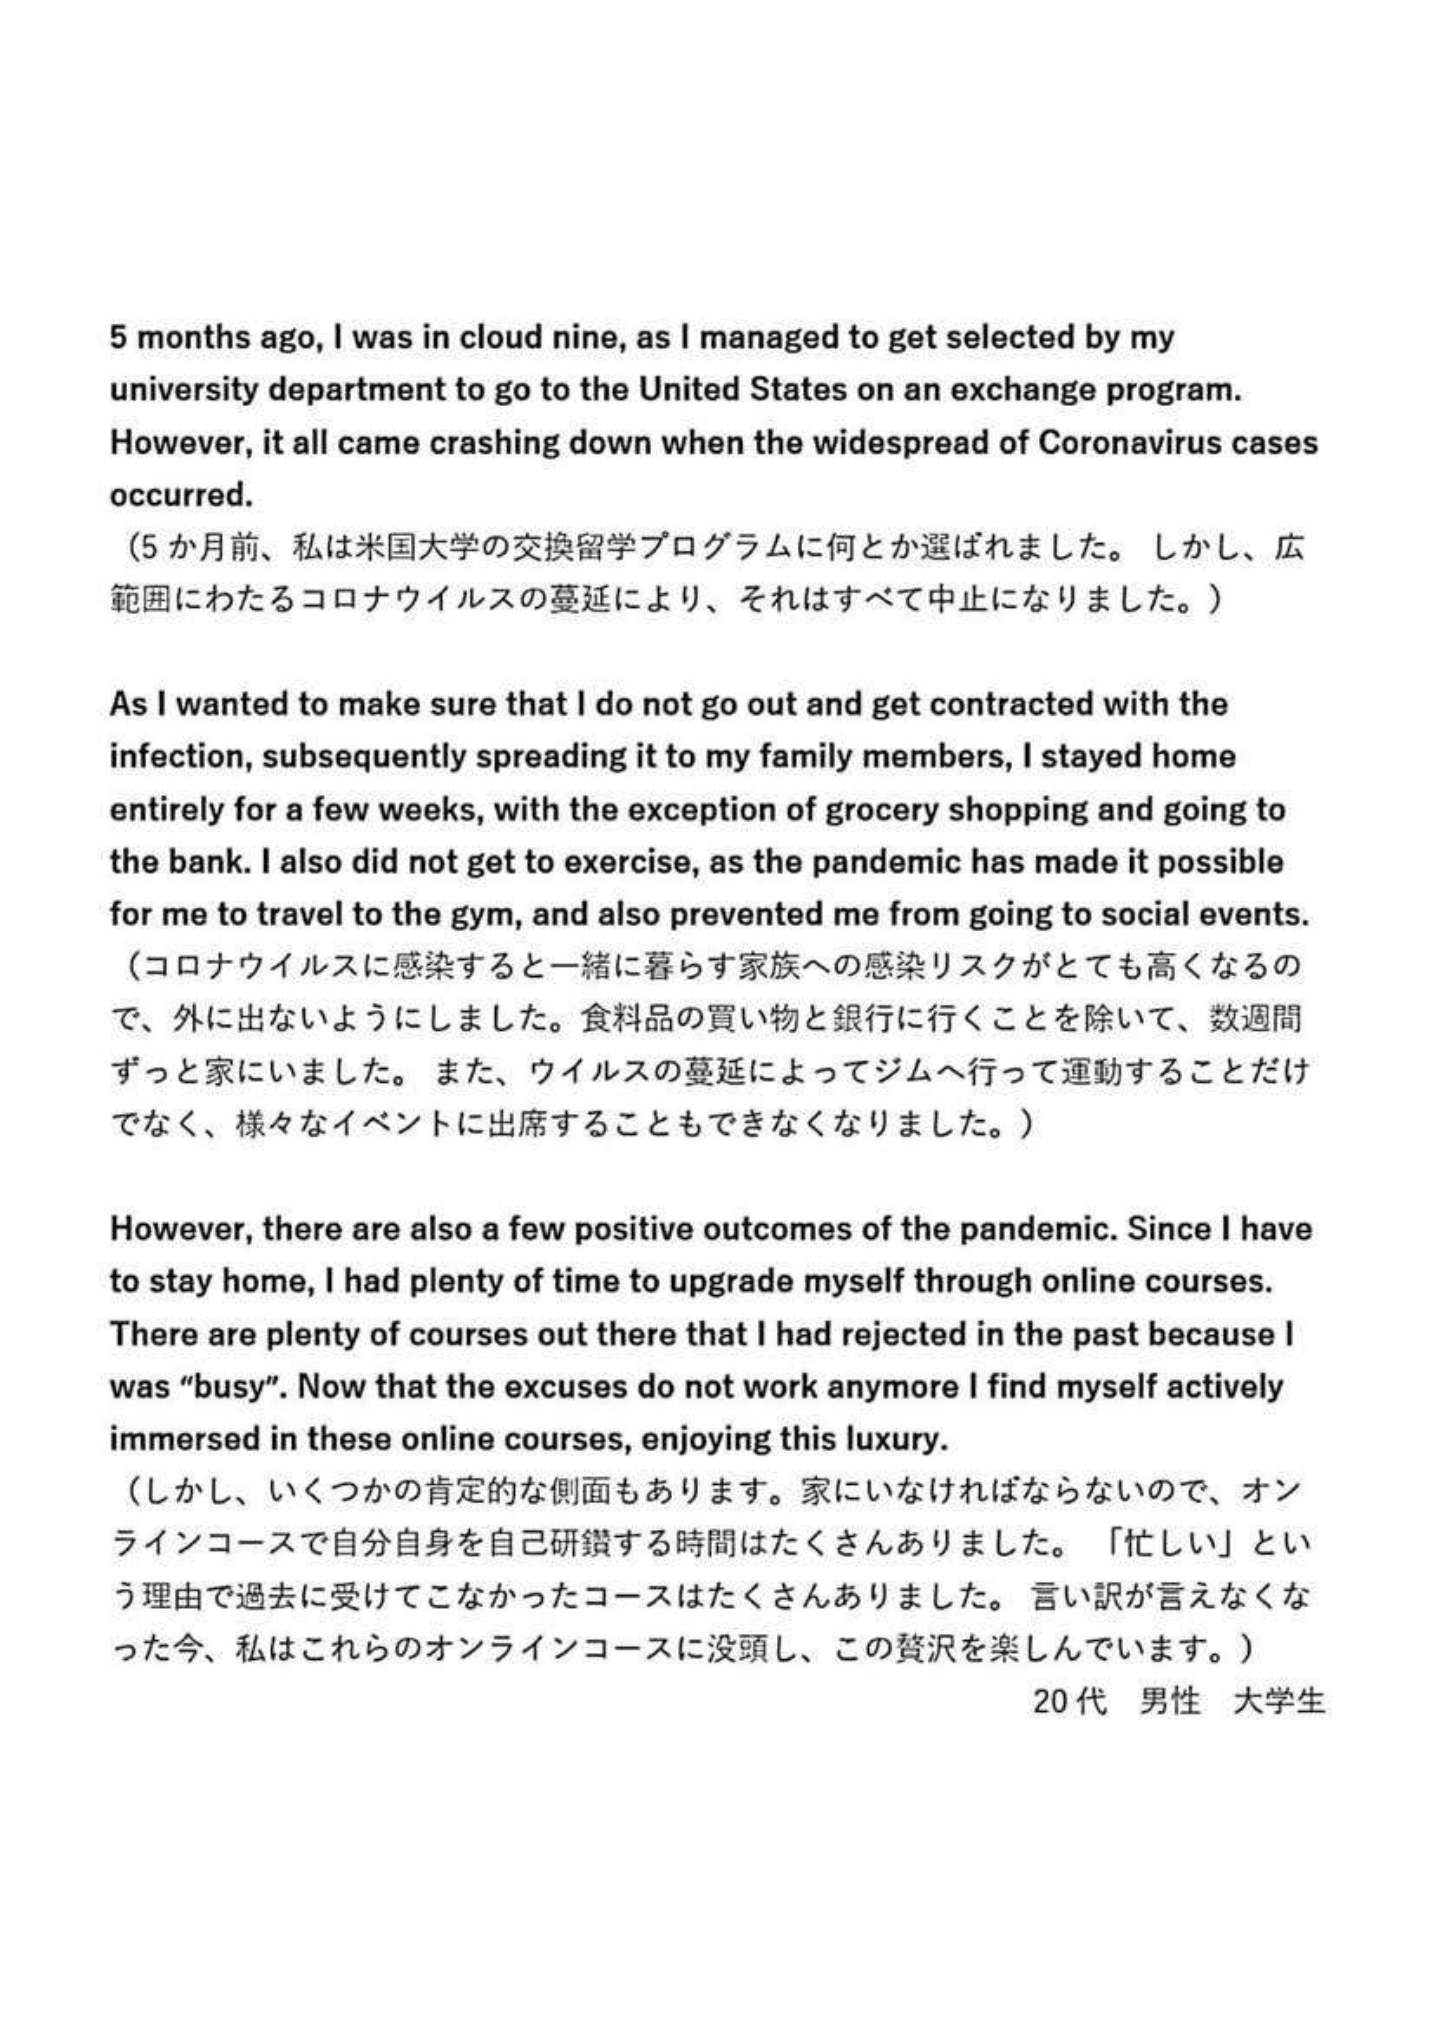 5 months ago, I was in cloud nine, as I managed to get selected by my
university department to go to the United States on an exchange program.
However, it all came crashing down when the widespread of Coronavirus cases
occurred.
（5 か月前、私は米国大学の交換留学プログラムに何とか選ばれました。 しかし、広
範囲にわたるコロナウイルスの蔓延により、それはすべて中止になりました。）
As I wanted to make sure that I do not go out and get contracted with the
infection, subsequently spreading it to my family members, I stayed home
entirely for a few weeks, with the exception of grocery shopping and going to
the bank. I also did not get to exercise, as the pandemic has made it possible
for me to travel to the gym, and also prevented me from going to social events.
（コロナウイルスに感染すると一緒に暮らす家族への感染リスクがとても高くなるの
で、外に出ないようにしました。食料品の買い物と銀行に行くことを除いて、数週間
ずっと家にいました。 また、ウイルスの蔓延によってジムへ行って運動することだけ
でなく、様々なイベントに出席することもできなくなりました。）
However, there are also a few positive outcomes of the pandemic. Since I have
to stay home, I had plenty of time to upgrade myself through online courses.
There are plenty of courses out there that I had rejected in the past because I
was “busy”. Now that the excuses do not work anymore I find myself actively
immersed in these online courses, enjoying this luxury.
（しかし、いくつかの肯定的な側面もあります。家にいなければならないので、オン
ラインコースで自分自身を自己研鑽する時間はたくさんありました。 「忙しい」とい
う理由で過去に受けてこなかったコースはたくさんありました。 言い訳が言えなくな
った今、私はこれらのオンラインコースに没頭し、この贅沢を楽しんでいます。）
20 代　男性　大学生